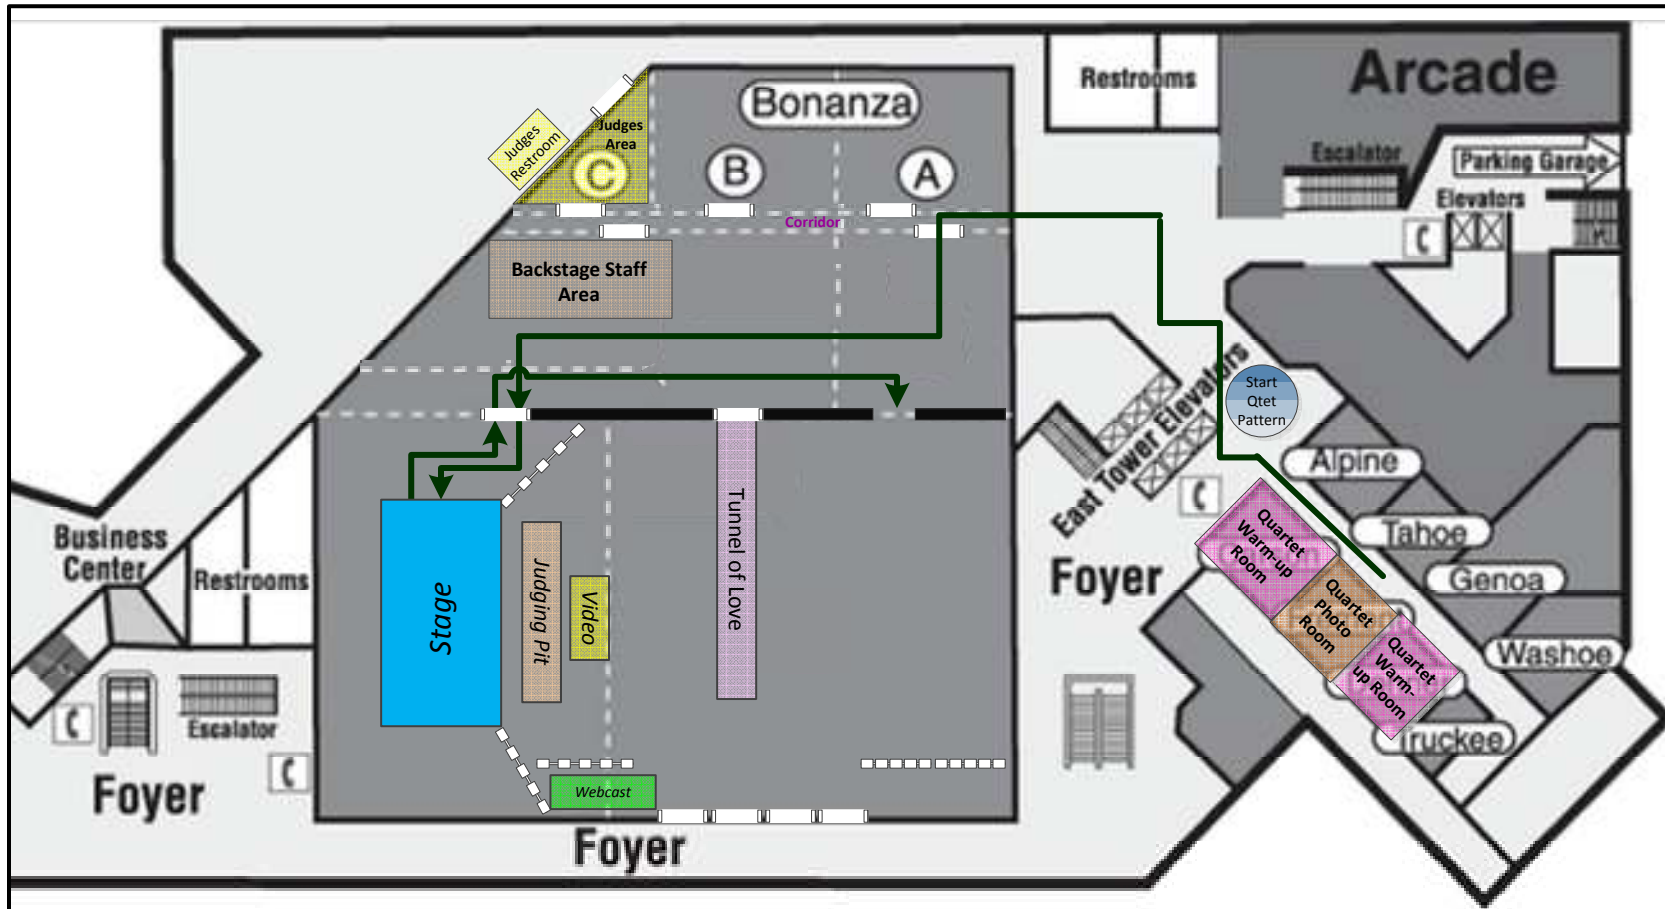 Restrooms
Arcade
Bonanza
Judges
Area
Judges
Restroom
C
B
A
Escalator
Parking Garage
Elevators
Corridor
Backstage Staff
Area
Start
Qtet
Pattern
East Tower Elevators
Alpine
Tahoe
Genoa
Washoe
Truckee
Quartet
Warm-up
Room
Quartet
Photo
Room
Quartet
Warm-
up Room
Foyer
Tunnel of Love
Stage
Judging Pit
Video
Webcast
Business
Center
Restrooms
Escalator
Foyer
Foyer